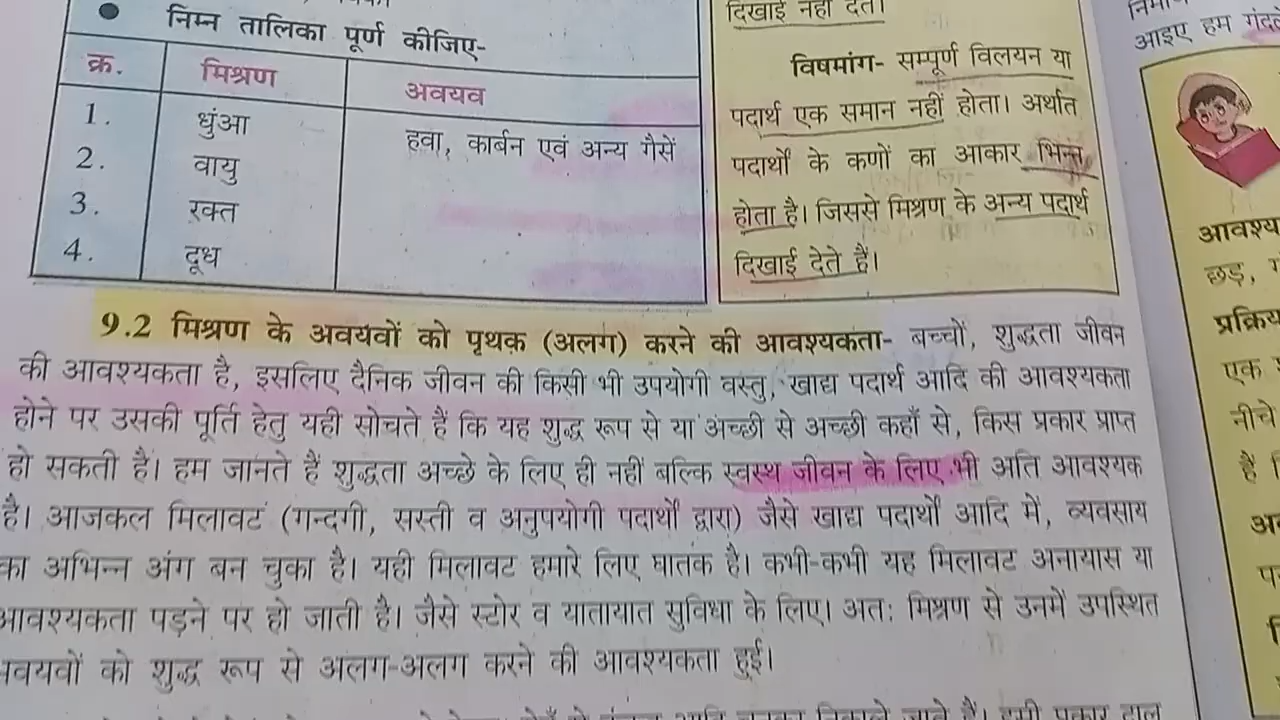 ● निम्न तालिका पूर्ण कीजिए-
क्र. मिश्रण अवयव
1. धुंआ हवा, कार्बन एवं अन्य गैसें
2. वायु
3. रक्त
4. दूध
दिखाई नहीं देते।
विषमांग- सम्पूर्ण विलयन या
पदार्थ एक समान नहीं होता। अर्थात
पदार्थों के कणों का आकार भिन्न
होता है। जिससे मिश्रण के अन्य पदार्थ
दिखाई देते हैं।
9.2 मिश्रण के अवयवों को पृथक़ (अलग) करने की आवश्यकता- बच्चों, शुद्धता जीवन
की आवश्यकता है, इसलिए दैनिक जीवन की किसी भी उपयोगी वस्तु, खाद्य पदार्थ आदि की आवश्यकता
होने पर उसकी पूर्ति हेतु यही सोचते हैं कि यह शुद्ध रूप से या अच्छी से अच्छी कहाँ से, किस प्रकार प्राप्त
हो सकती है। हम जानते हैं शुद्धता अच्छे के लिए ही नहीं बल्कि स्वस्थ जीवन के लिए भी अति आवश्यक
है। आजकल मिलावट (गन्दगी, सस्ती व अनुपयोगी पदार्थों द्वारा) जैसे खाद्य पदार्थों आदि में, व्यवसाय
का अभिन्न अंग बन चुका है। यही मिलावट हमारे लिए घातक है। कभी-कभी यह मिलावट अनायास या
आवश्यकता पड़ने पर हो जाती है। जैसे स्टोर व यातायात सुविधा के लिए। अत: मिश्रण से उनमें उपस्थित
अवयवों को शुद्ध रूप से अलग-अलग करने की आवश्यकता हुई।
आइए हम
छड़,
एक
नीचे